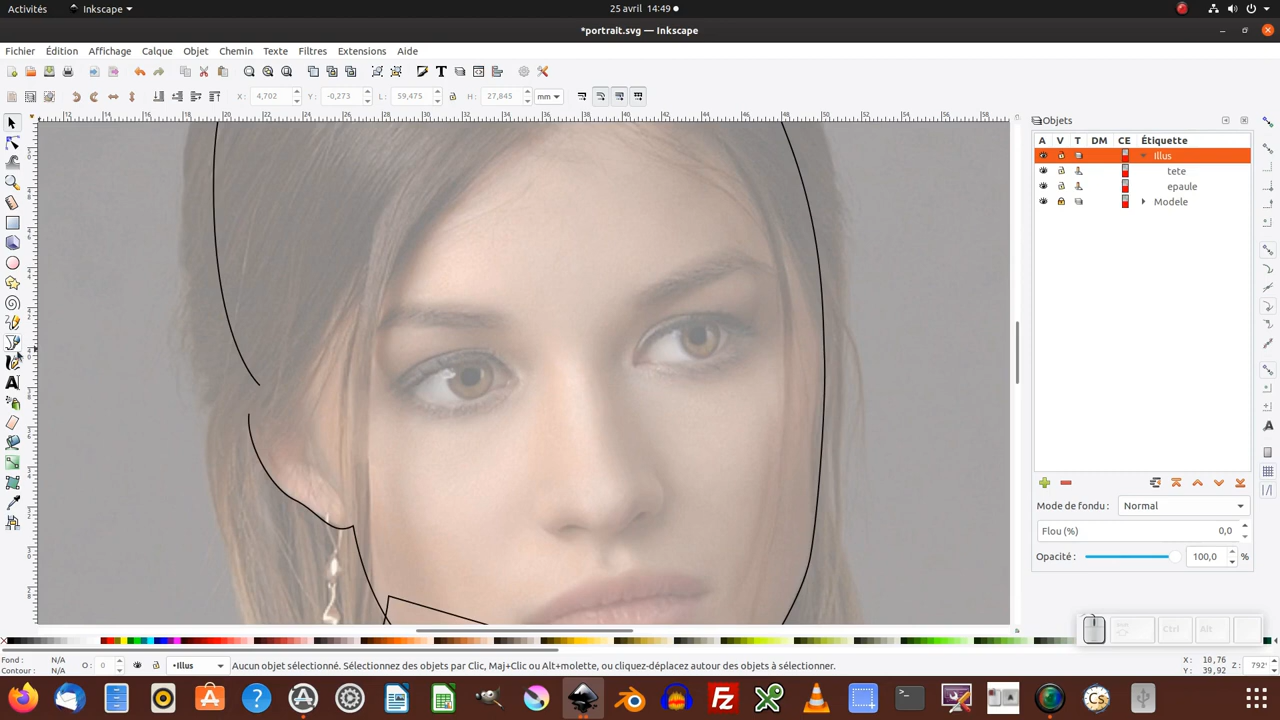 Activités Inkscape 25 avril 14:49
*portrait.svg — Inkscape
Fichier Édition Affichage Calque Objet Chemin Texte Filtres Extensions Aide
X : 4,702 Y : -0,273 L : 59,475 H : 27,845 mm
Objets
A V T DM CE Étiquette
Illus
tete
epaule
Modele
Mode de fondu : Normal
Flou (%) 0,0
Opacité : 100,0 %
Ctrl Alt
Fond : N/A
Contour : N/A
O : 0
•Illus
Aucun objet sélectionné. Sélectionnez des objets par Clic, Maj+Clic ou Alt+molette, ou cliquez-déplacez autour des objets à sélectionner.
X : 10,76
Y : 39,92
Z : 792